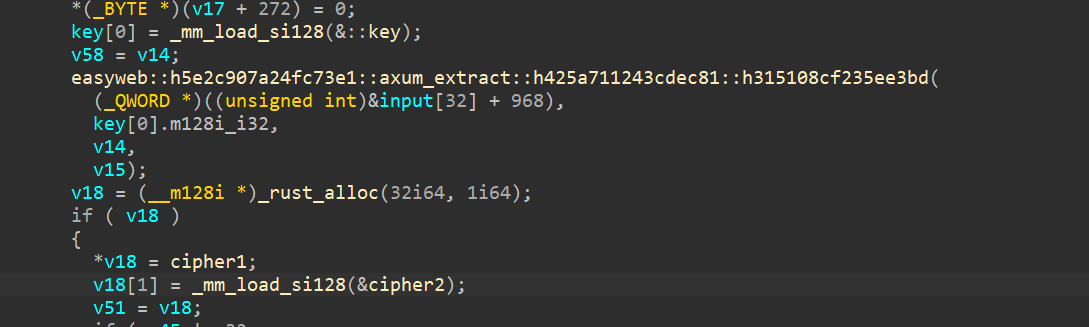 *(_BYTE *)(v17 + 272) = 0;
key[0] = _mm_load_si128(&::key);
v58 = v14;
easyweb::h5e2c907a24fc73e1::axum_extract::h425a711243cdec81::h315108cf235ee3bd(
(_QWORD *)((unsigned int)&input[32] + 968),
key[0].m128i_i32,
v14,
v15);
v18 = (__m128i *)_rust_alloc(32i64, 1i64);
if ( v18 )
{
*v18 = cipher1;
v18[1] = _mm_load_si128(&cipher2);
v51 = v18;